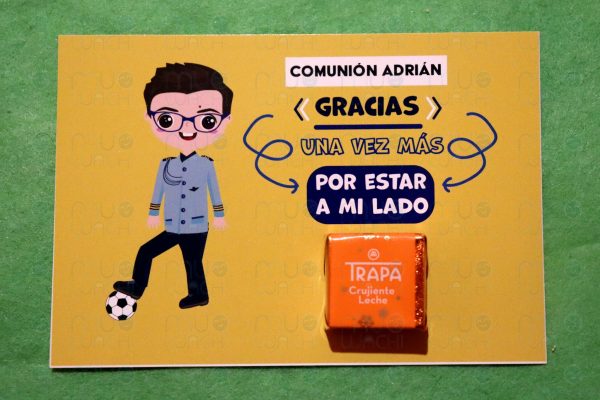 COMUNIÓN ADRIÁN
GRACIAS
UNA VEZ MÁS
POR ESTAR
A MI LADO
TRAPA
Crujiente
Leche